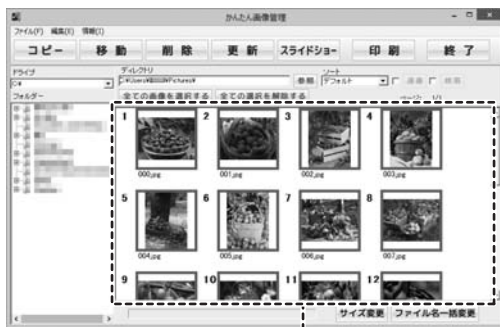 かんたん画像管理
ファイル(F) 編集(E) 情報(I)
コピー 移動 削除 更新 スライドショー 印刷 終了
ドライブ ディレクトリ ソート
参照 デフォルト
フォルダー 全ての画像を選択する 全ての選択を解除する 1/1
1 2 3 4
000.jpg 001.jpg 002.jpg 003.jpg
5 6 7 8
004.jpg 005.jpg 006.jpg 007.jpg
9 10 11 12
サイズ変更 ファイル名一括変更